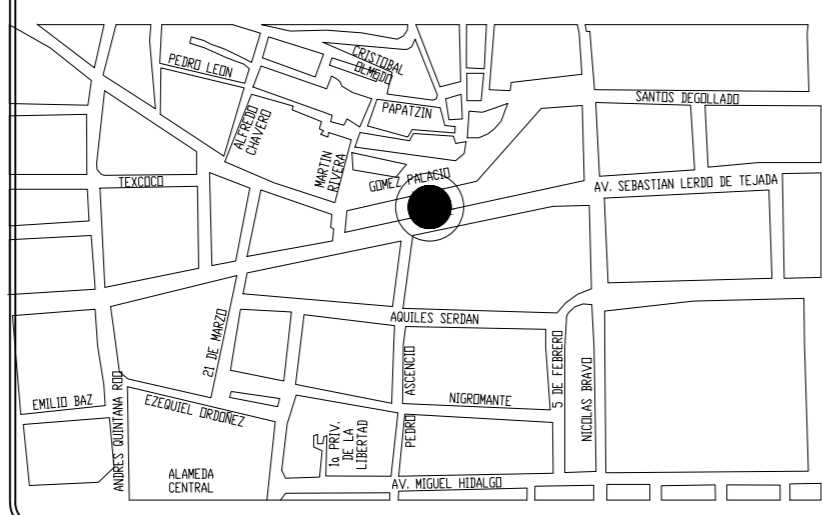 PEDRO LEON
CRISTOBAL
OLMEDO
SANTOS DEGOLLADO
PAPATZIN
ALFREDO
CHAVERO
MARTIN
RIVERA
TEXCOCO
GOMEZ PALACIO
AV. SEBASTIAN LERDO DE TEJADA
AQUILES SERDAN
21 DE MARZO
ASCENCIO
PEDRO
5 DE FEBRERO
NICOLAS BRAVO
NIGROMANTE
EMILIO BAZ
ANDRES QUINTANA ROO
EZEQUIEL ORDOÑEZ
1a PRIV.
DE LA
LIBERTAD
ALAMEDA
CENTRAL
AV. MIGUEL HIDALGO